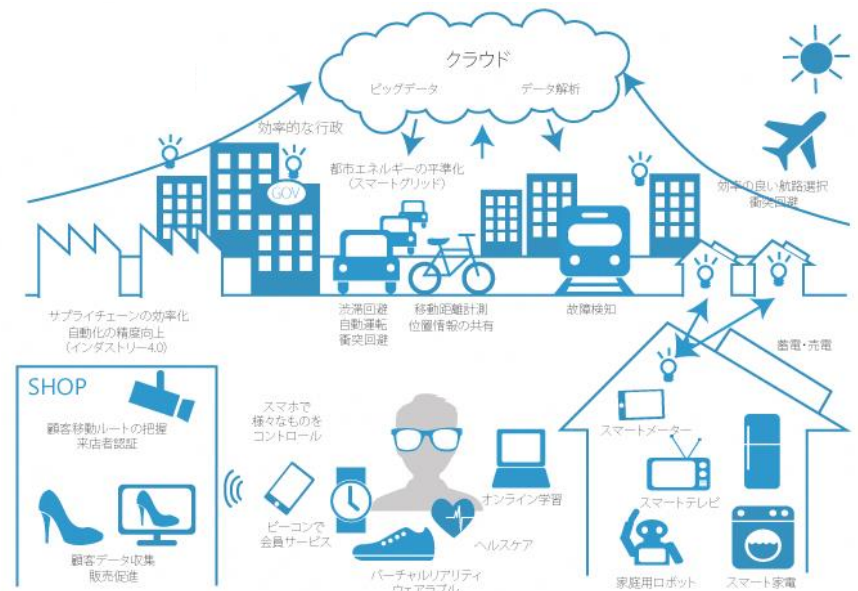 クラウド
ビッグデータ
データ解析
効率的な行政
都市エネルギーの平準化
(スマートグリッド)
効率の良い航路選択
衝突回避
GOV
サプライチェーンの効率化
自動化の精度向上
(インダストリー4.0)
渋滞回避
自動運転
衝突回避
移動距離計測
位置情報の共有
故障検知
蓄電・売電
SHOP
顧客移動ルートの把握
来店者認証
顧客データ収集
販売促進
スマホで
様々なものを
コントロール
ビーコンで
会員サービス
オンライン学習
ヘルスケア
バーチャルリアリティ
ウェアラブル
スマートメーター
スマートテレビ
家庭用ロボット
スマート家電